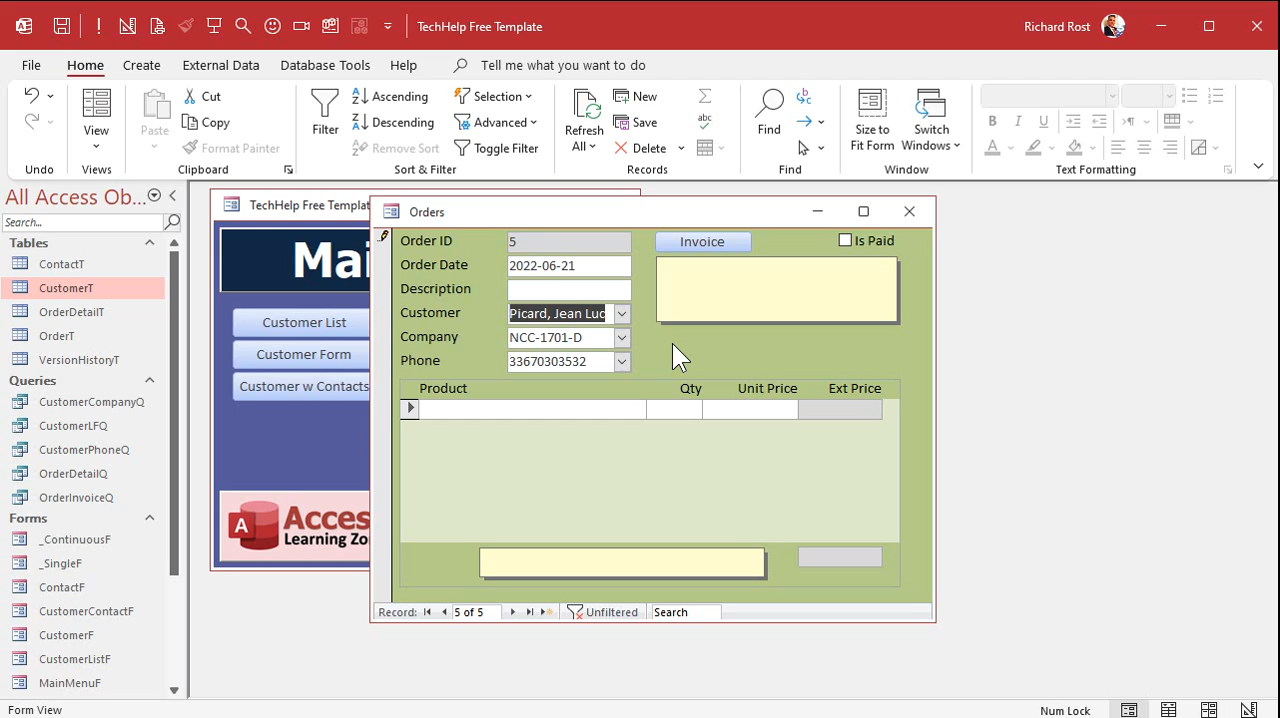 TechHelp Free Template
Richard Rost
File Home Create External Data Database Tools Help Tell me what you want to do
Undo
View
Views
Paste
Cut
Copy
Format Painter
Clipboard
Filter
Ascending
Descending
Remove Sort
Selection
Advanced
Toggle Filter
Sort & Filter
Refresh
All
New
Save
Delete
Records
Find
Find
Size to
Fit Form
Switch
Windows
Window
B I U
A
Text Formatting
All Access Ob...
Search...
Tables
ContactT
CustomerT
OrderDetailT
OrderT
VersionHistoryT
Queries
CustomerCompanyQ
CustomerLFQ
CustomerPhoneQ
OrderDetailQ
OrderInvoiceQ
Forms
_ContinuousF
_SingleF
ContactF
CustomerContactF
CustomerF
CustomerListF
MainMenuF
TechHelp Free Templat
Mai
Customer List
Customer Form
Customer w Contacts
A
Access
Learning Zo
Orders
Order ID 5 Invoice Is Paid
Order Date 2022-06-21
Description
Customer Picard, Jean Luc
Company NCC-1701-D
Phone 33670303532
Product Qty Unit Price Ext Price
Record: 5 of 5 Unfiltered Search
Form View
Num Lock